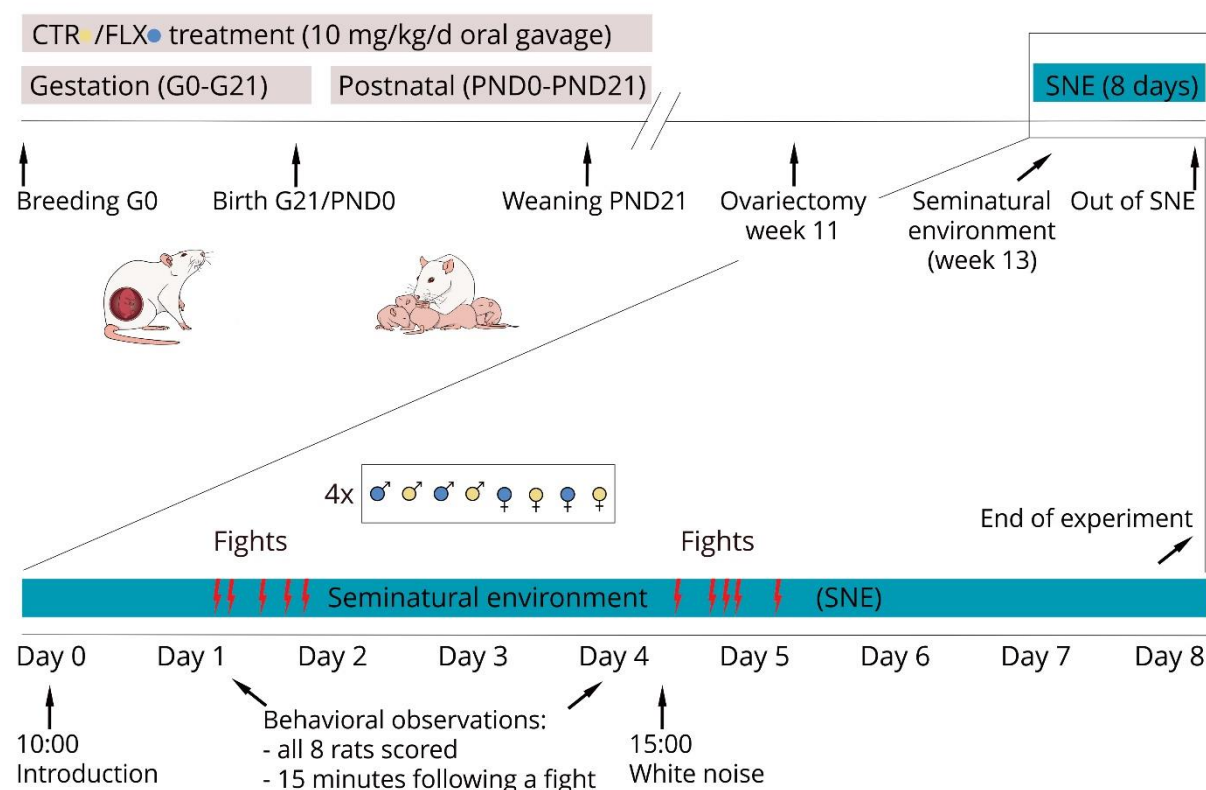 CTR /FLX treatment (10 mg/kg/d oral gavage)
Gestation (G0-G21)
Postnatal (PND0-PND21)
SNE (8 days)
Breeding G0
Birth G21/PND0
Weaning PND21
Ovariectomy
week 11
Seminatural
environment
(week 13)
Out of SNE
4x ♂ ♂ ♂ ♂ ♀ ♀ ♀ ♀
Fights
Fights
End of experiment
Seminatural environment
(SNE)
Day 0
Day 1
Day 2
Day 3
Day 4
Day 5
Day 6
Day 7
Day 8
10:00
Introduction
Behavioral observations:
- all 8 rats scored
- 15 minutes following a fight
15:00
White noise